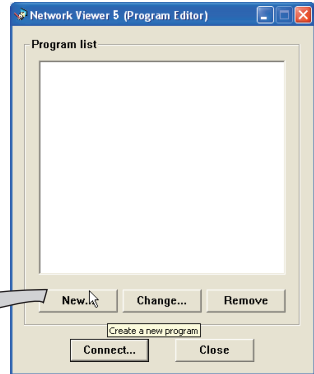 Network Viewer 5 (Program Editor)
Program list
New... Change... Remove
Create a new program
Connect... Close